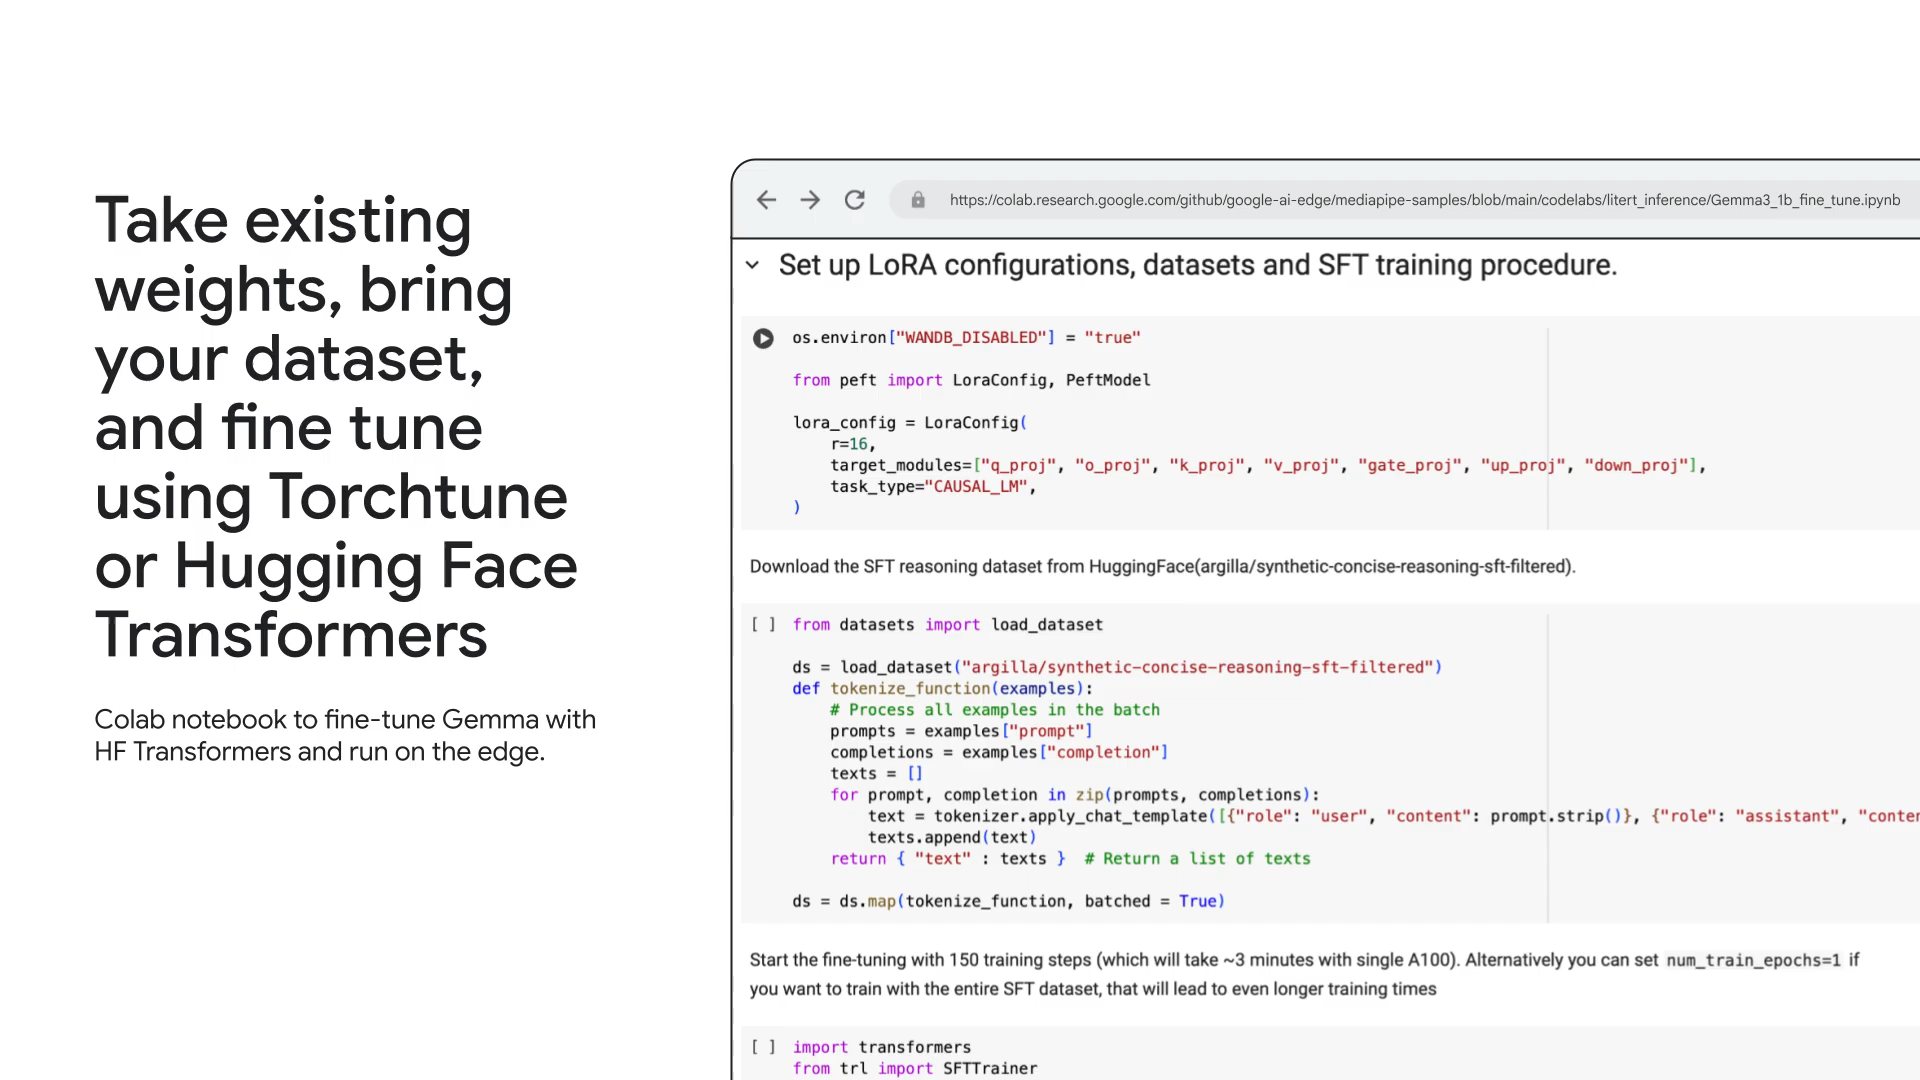 Take existing
weights, bring
your dataset,
and fine tune
using Torchtune
or Hugging Face
Transformers
Colab notebook to fine-tune Gemma with
HF Transformers and run on the edge.
https://colab.research.google.com/github/google-ai-edge/mediapipe-samples/blob/main/codelabs/litert_inference/Gemma3_1b_fine_tune.ipynb
Set up LoRA configurations, datasets and SFT training procedure.
os.environ["WANDB_DISABLED"] = "true"
from peft import LoraConfig, PeftModel
lora_config = LoraConfig(
    r=16,
    target_modules=["q_proj", "o_proj", "k_proj", "v_proj", "gate_proj", "up_proj", "down_proj"],
    task_type="CAUSAL_LM",
)
Download the SFT reasoning dataset from HuggingFace(argilla/synthetic-concise-reasoning-sft-filtered).
[ ] from datasets import load_dataset
ds = load_dataset("argilla/synthetic-concise-reasoning-sft-filtered")
def tokenize_function(examples):
    # Process all examples in the batch
    prompts = examples["prompt"]
    completions = examples["completion"]
    texts = []
    for prompt, completion in zip(prompts, completions):
        text = tokenizer.apply_chat_template([{"role": "user", "content": prompt.strip()}, {"role": "assistant", "conter
        texts.append(text)
    return { "text" : texts }  # Return a list of texts
ds = ds.map(tokenize_function, batched = True)
Start the fine-tuning with 150 training steps (which will take ~3 minutes with single A100). Alternatively you can set num_train_epochs=1 if
you want to train with the entire SFT dataset, that will lead to even longer training times
[ ] import transformers
from trl import SFTTrainer